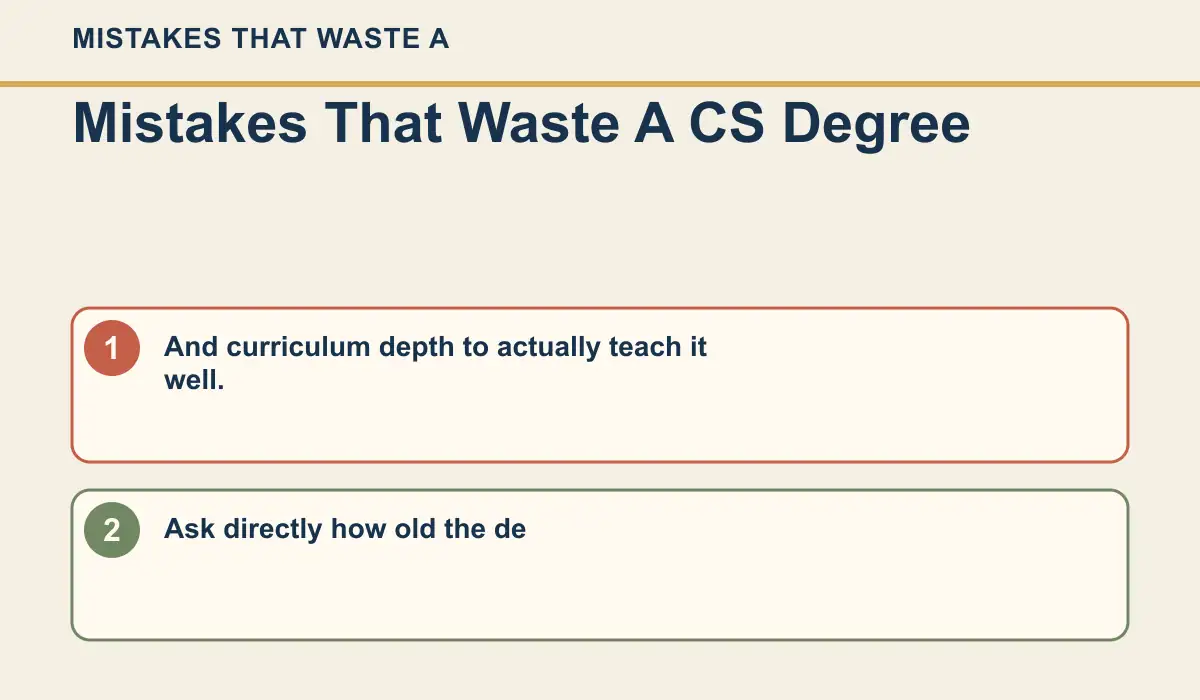 MISTAKES THAT WASTE A
Mistakes That Waste A CS Degree
1
And curriculum depth to actually teach it
well.
2
Ask directly how old the de